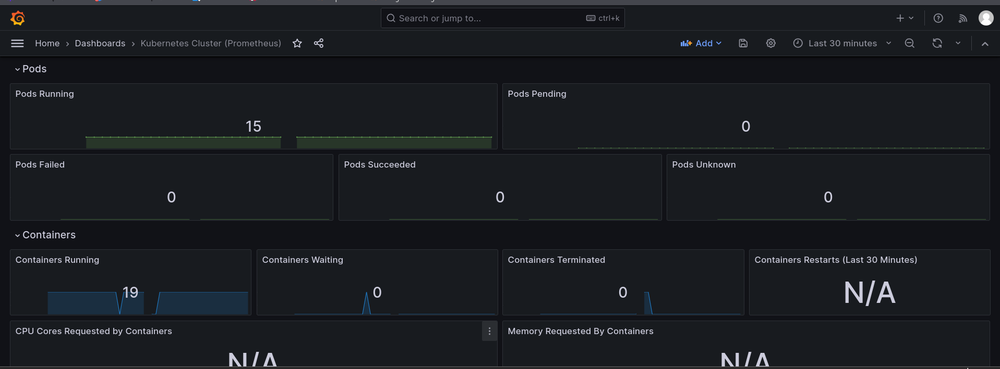 Search or jump to... ctrl+k
Home › Dashboards › Kubernetes Cluster (Prometheus) Add Last 30 minutes
Pods
Pods Running Pods Pending
15 0
Pods Failed Pods Succeeded Pods Unknown
0 0 0
Containers
Containers Running Containers Waiting Containers Terminated Containers Restarts (Last 30 Minutes)
19 0 0 N/A
CPU Cores Requested by Containers Memory Requested By Containers
N/A N/A